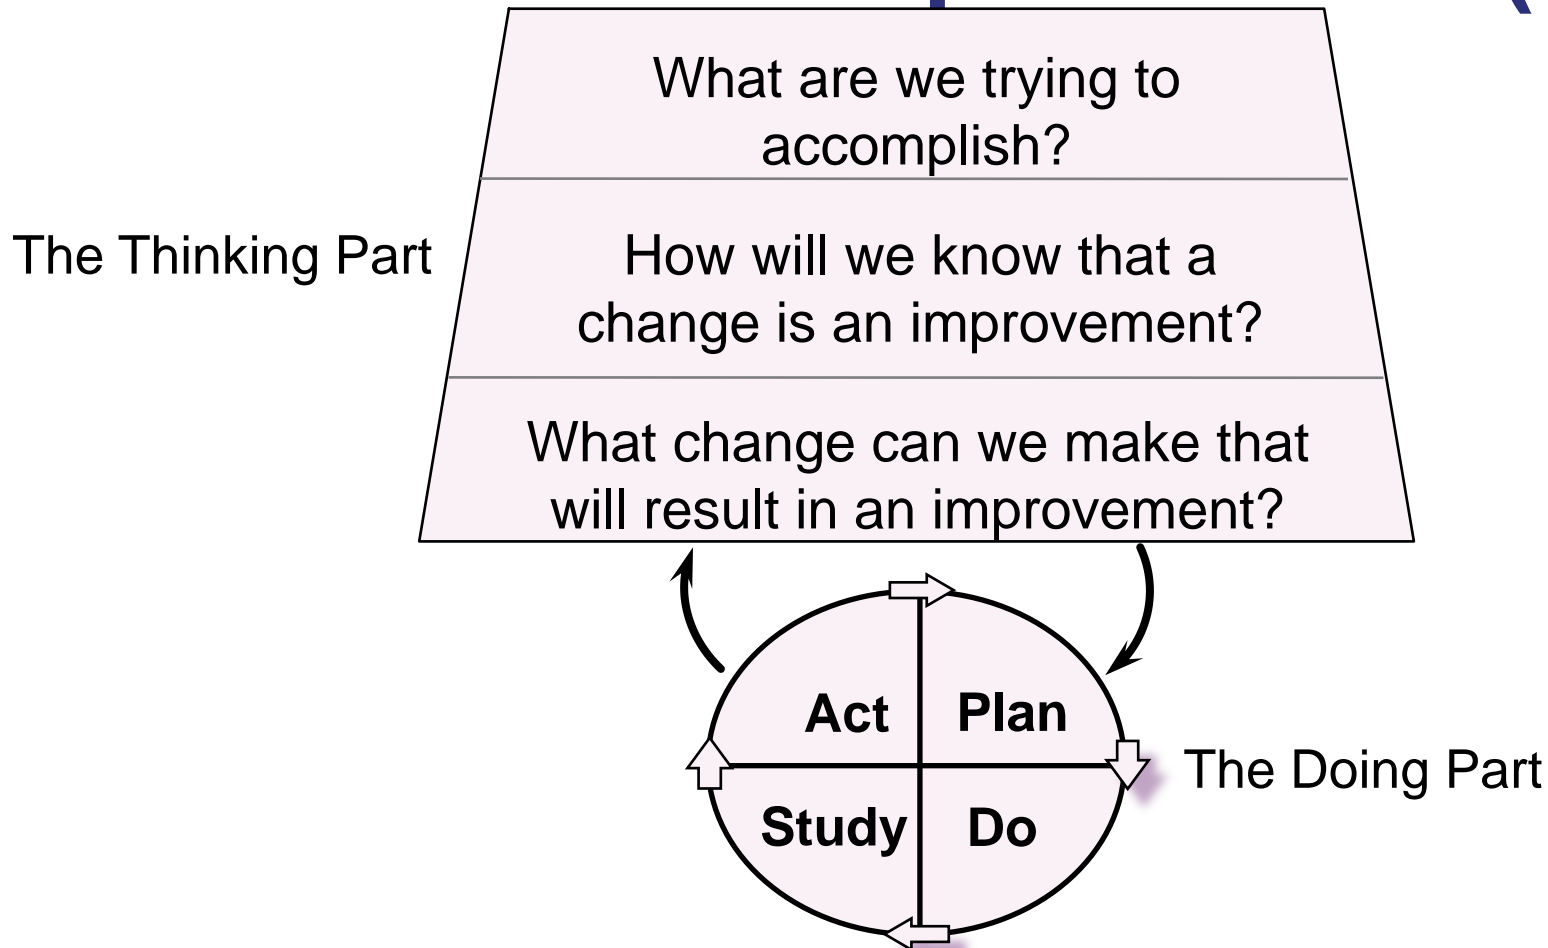 What are we trying to
accomplish?
The Thinking Part
How will we know that a
change is an improvement?
What change can we make that
will result in an improvement?
Act
Plan
The Doing Part
Study
Do